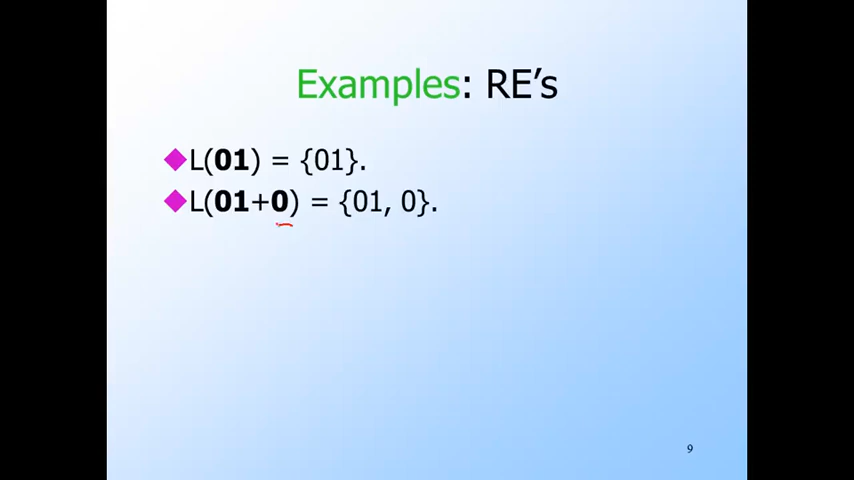 Examples: RE’s
L(01) = {01}.
L(01+0) = {01, 0}.
9